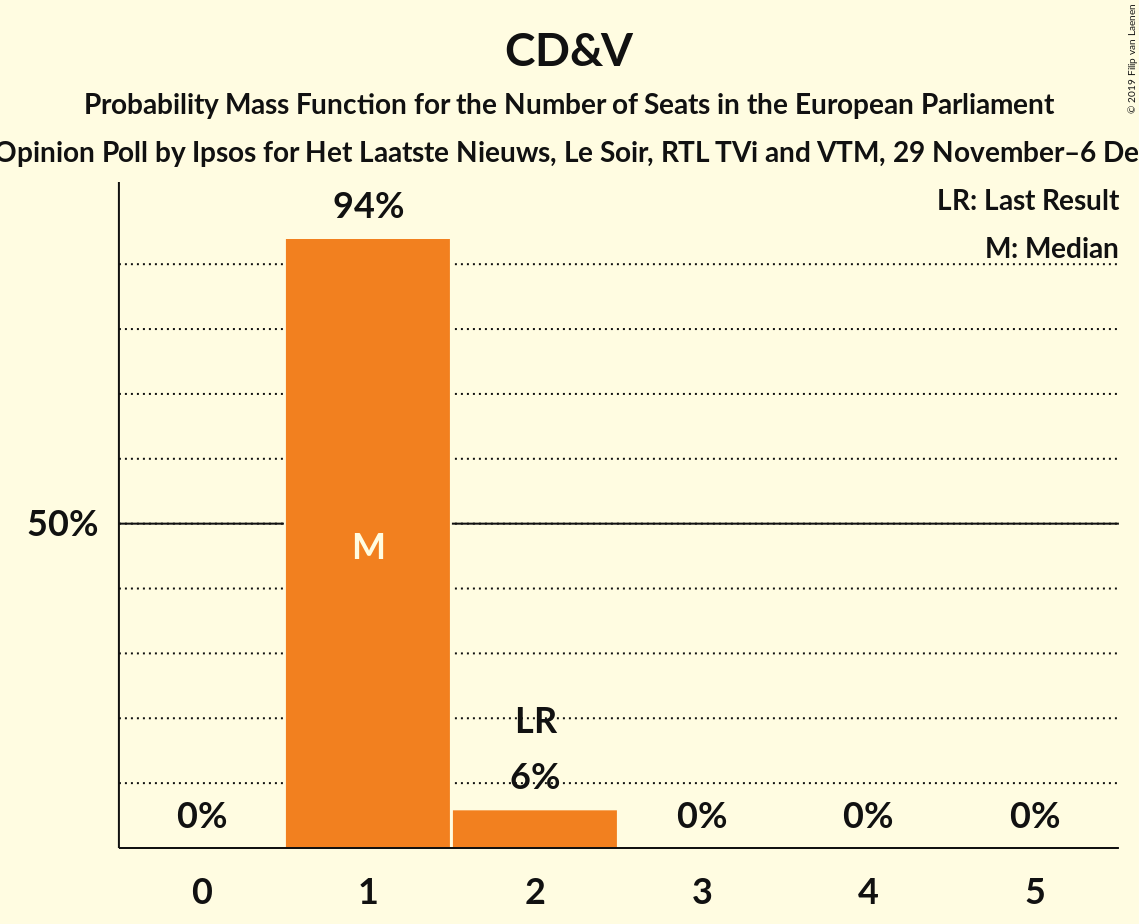 CD&V
Probability Mass Function for the Number of Seats in the European Parliament
Opinion Poll by Ipsos for Het Laatste Nieuws, Le Soir, RTL TVi and VTM, 29 November–6 De
© 2019 Filip van Laenen
LR: Last Result
M: Median
94%
50%
M
LR
6%
0%
0%
0%
0%
0 1 2 3 4 5